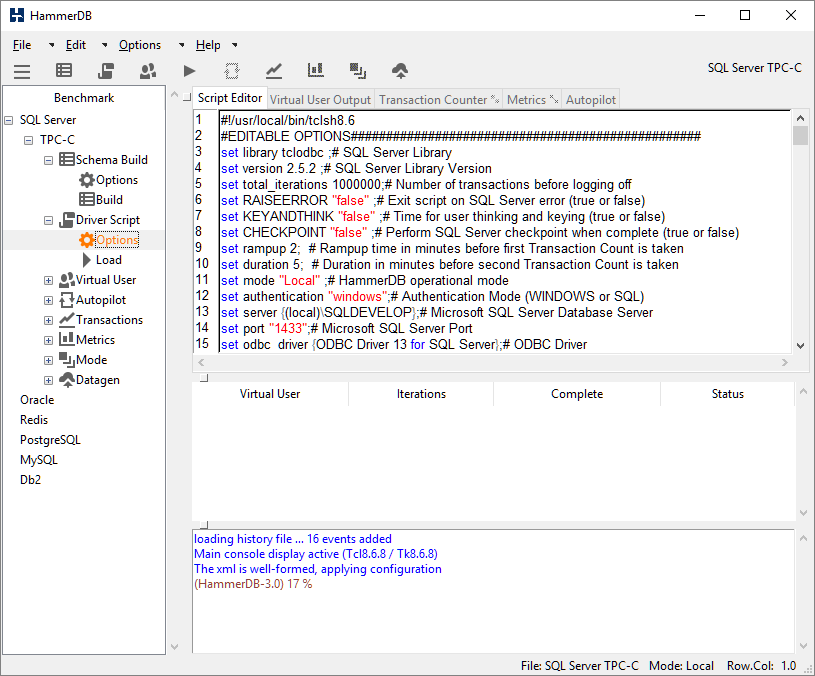 HammerDB
File Edit Options Help
SQL Server TPC-C
Benchmark
SQL Server
TPC-C
Schema Build
Options
Build
Driver Script
Options
Load
Virtual User
Autopilot
Transactions
Metrics
Mode
Datagen
Oracle
Redis
PostgreSQL
MySQL
Db2
Script Editor Virtual User Output Transaction Counter Metrics Autopilot
1 #!/usr/local/bin/tclsh8.6
2 #EDITABLE OPTIONS##################################################
3 set library tclodbc ;# SQL Server Library
4 set version 2.5.2 ;# SQL Server Library Version
5 set total_iterations 1000000;# Number of transactions before logging off
6 set RAISEERROR "false" ;# Exit script on SQL Server error (true or false)
7 set KEYANDTHINK "false" ;# Time for user thinking and keying (true or false)
8 set CHECKPOINT "false" ;# Perform SQL Server checkpoint when complete (true or false)
9 set rampup 2;  # Rampup time in minutes before first Transaction Count is taken
10 set duration 5;  # Duration in minutes before second Transaction Count is taken
11 set mode "Local" ;# HammerDB operational mode
12 set authentication "windows";# Authentication Mode (WINDOWS or SQL)
13 set server {(local)\SQLDEVELOP};# Microsoft SQL Server Database Server
14 set port "1433";# Microsoft SQL Server Port
15 set odbc driver {ODBC Driver 13 for SQL Server};# ODBC Driver
Virtual User Iterations Complete Status
loading history file ... 16 events added
Main console display active (Tcl8.6.8 / Tk8.6.8)
The xml is well-formed, applying configuration
(HammerDB-3.0) 17 %
File: SQL Server TPC-C Mode: Local Row.Col: 1.0